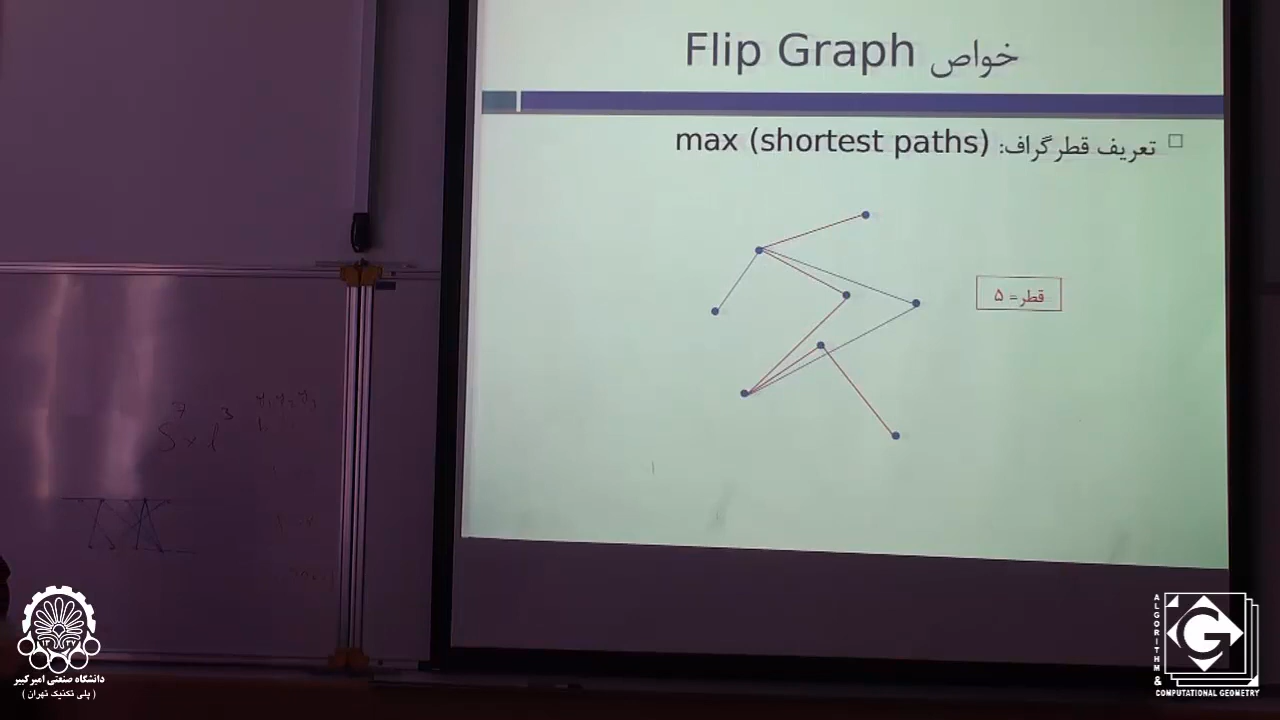 خواص Flip Graph
تعریف قطر گراف: max (shortest paths)
قطر= ۵
دانشگاه صنعتی امیرکبیر
( پلی تکنیک تهران )
ALGORITHM &
COMPUTATIONAL GEOMETRY